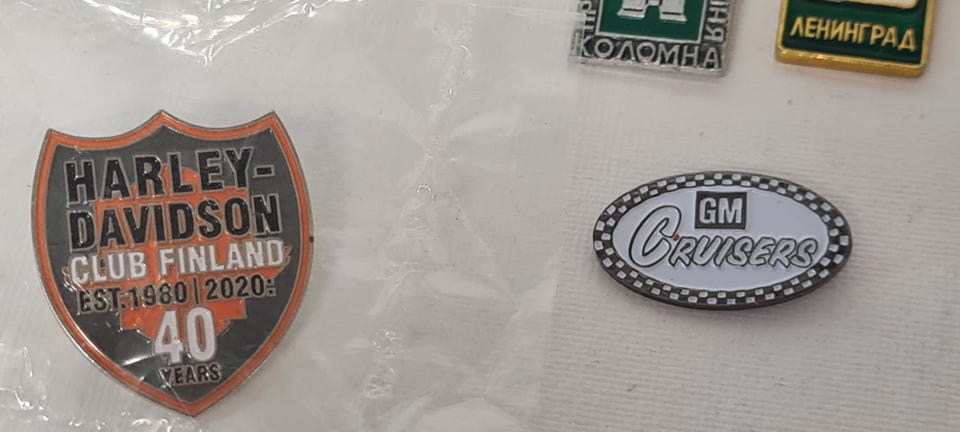 КОЛОМНА
ЛЕНИНГРАД
HARLEY-
DAVIDSON
CLUB FINLAND
EST.1980|2020
40
YEARS
GM
CRUISERS